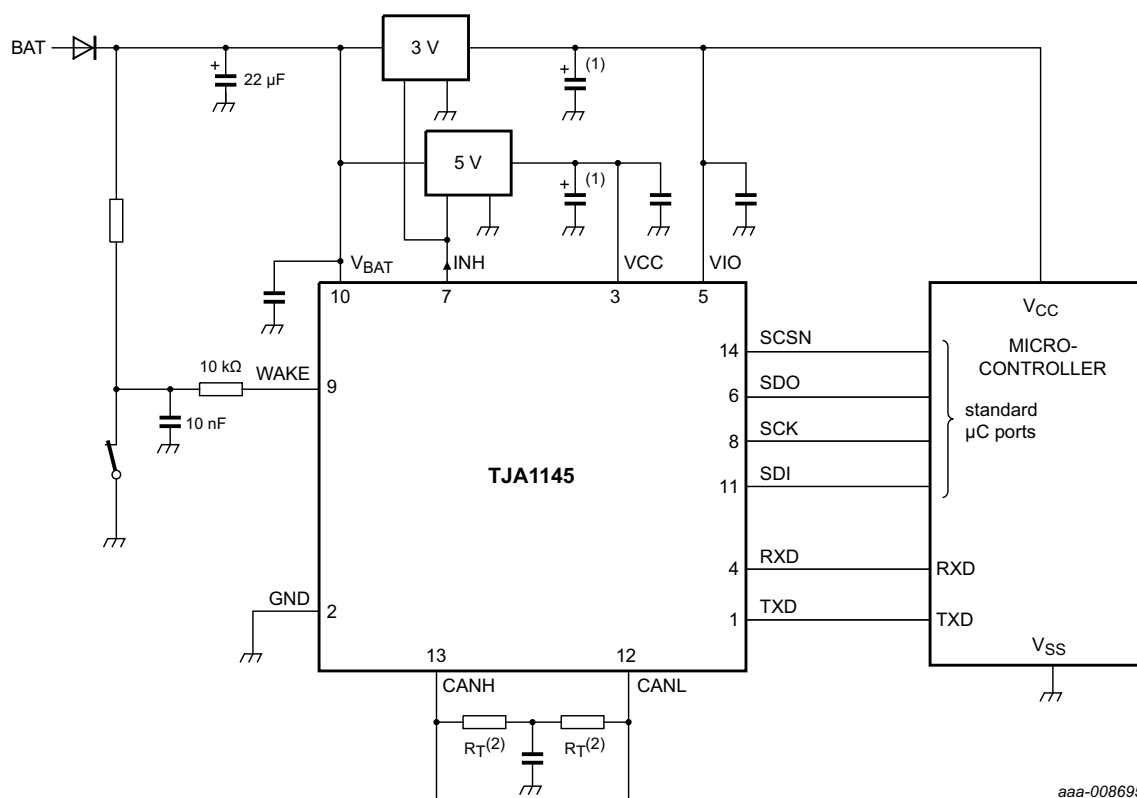 BAT
3 V
+
22 µF
+
(1)
5 V
+
(1)
VBAT
INH
VCC
VIO
10
7
3
5
VCC
MICRO-
CONTROLLER
standard
µC ports
14
SCSN
6
SDO
8
SCK
11
SDI
10 kΩ
WAKE
9
10 nF
TJA1145
4
RXD
RXD
1
TXD
TXD
GND
2
VSS
13
12
CANH
CANL
RT(2)
RT(2)
aaa-008695